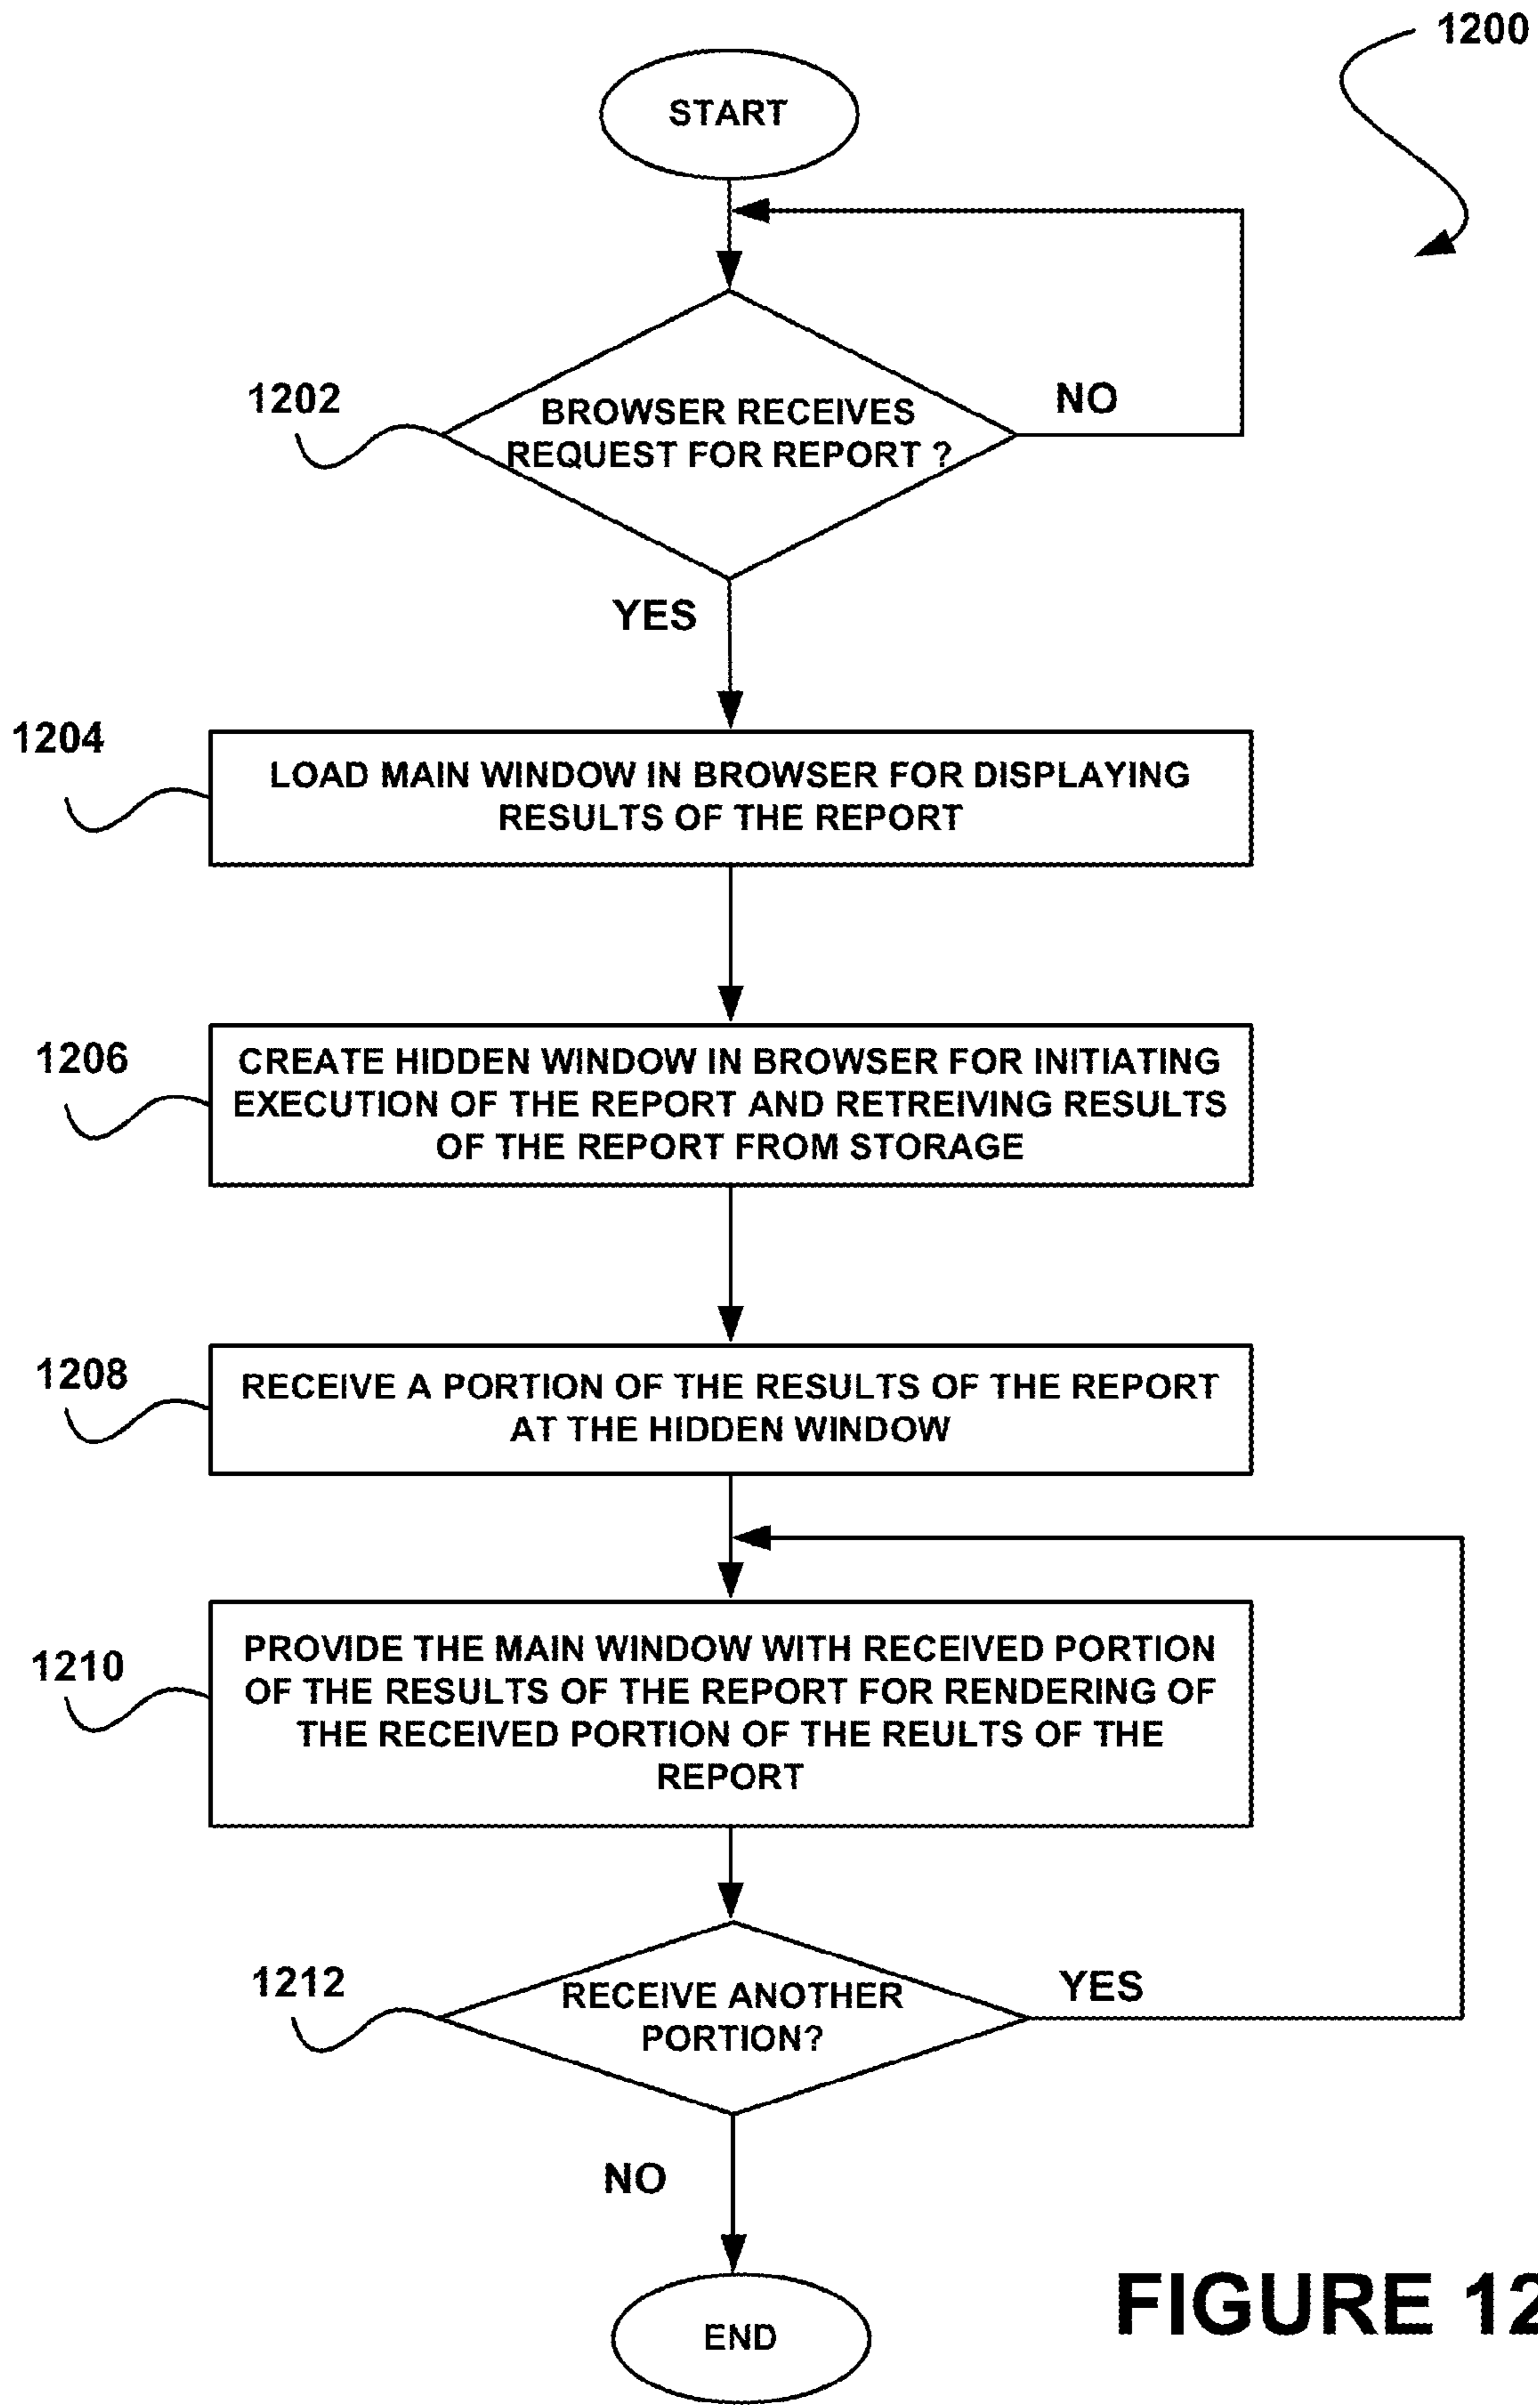 1200
START
1202
BROWSER RECEIVES
REQUEST FOR REPORT ?
NO
YES
1204
LOAD MAIN WINDOW IN BROWSER FOR DISPLAYING
RESULTS OF THE REPORT
1206
CREATE HIDDEN WINDOW IN BROWSER FOR INITIATING
EXECUTION OF THE REPORT AND RETREIVING RESULTS
OF THE REPORT FROM STORAGE
1208
RECEIVE A PORTION OF THE RESULTS OF THE REPORT
AT THE HIDDEN WINDOW
1210
PROVIDE THE MAIN WINDOW WITH RECEIVED PORTION
OF THE RESULTS OF THE REPORT FOR RENDERING OF
THE RECEIVED PORTION OF THE REULTS OF THE
REPORT
1212
RECEIVE ANOTHER
PORTION?
YES
NO
END
FIGURE 12